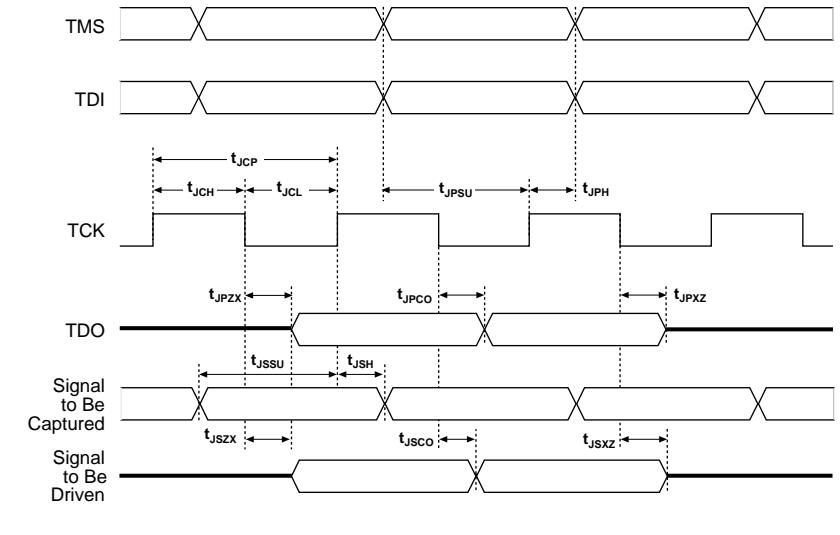 TMS
TDI
tJCP
tJCH
tJCL
tJPSU
tJPH
TCK
tJPZX
tJPCO
tJPXZ
TDO
tJSSU
tJSH
Signal
to Be
Captured
tJSZX
tJSCO
tJSXZ
Signal
to Be
Driven